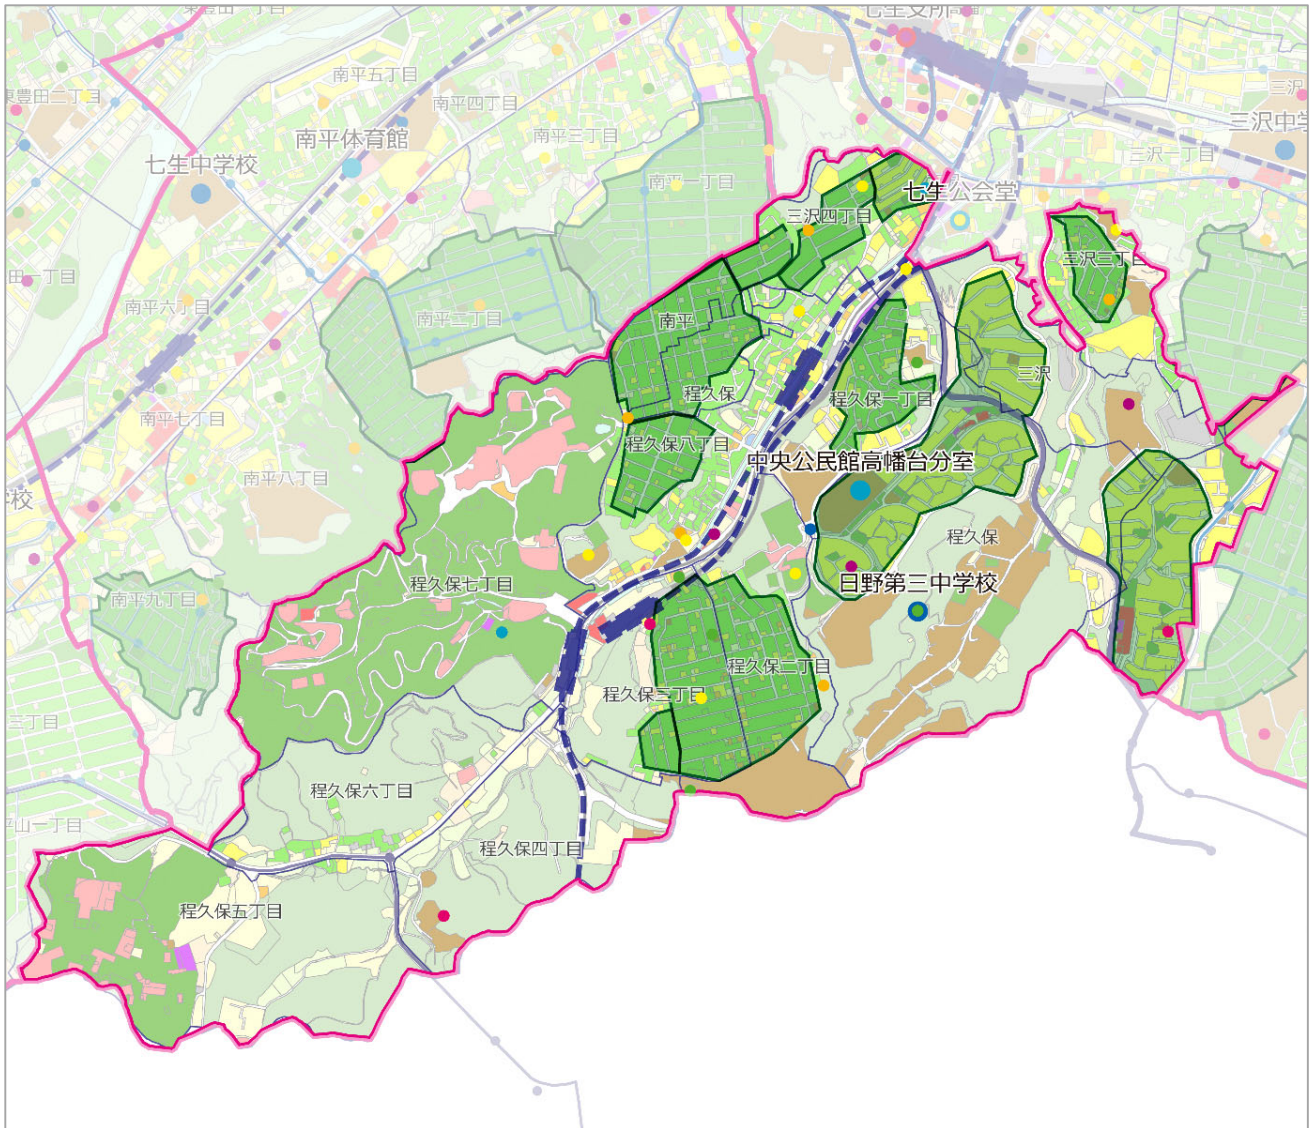 七生支所
南平五丁目
東豊田二丁目
南平四丁目
三沢中学
南平三丁目
南平体育館
三沢一丁目
七生中学校
南平一丁目
七生公会堂
三沢四丁目
三沢三丁目
南平六丁目
南平二丁目
南平
三沢
程久保
程久保一丁目
南平七丁目
程久保八丁目
中央公民館高幡台分室
南平八丁目
程久保
程久保七丁目
日野第三中学校
南平九丁目
程久保二丁目
程久保三丁目
三丁目
程久保六丁目
平山一丁目
程久保四丁目
程久保五丁目